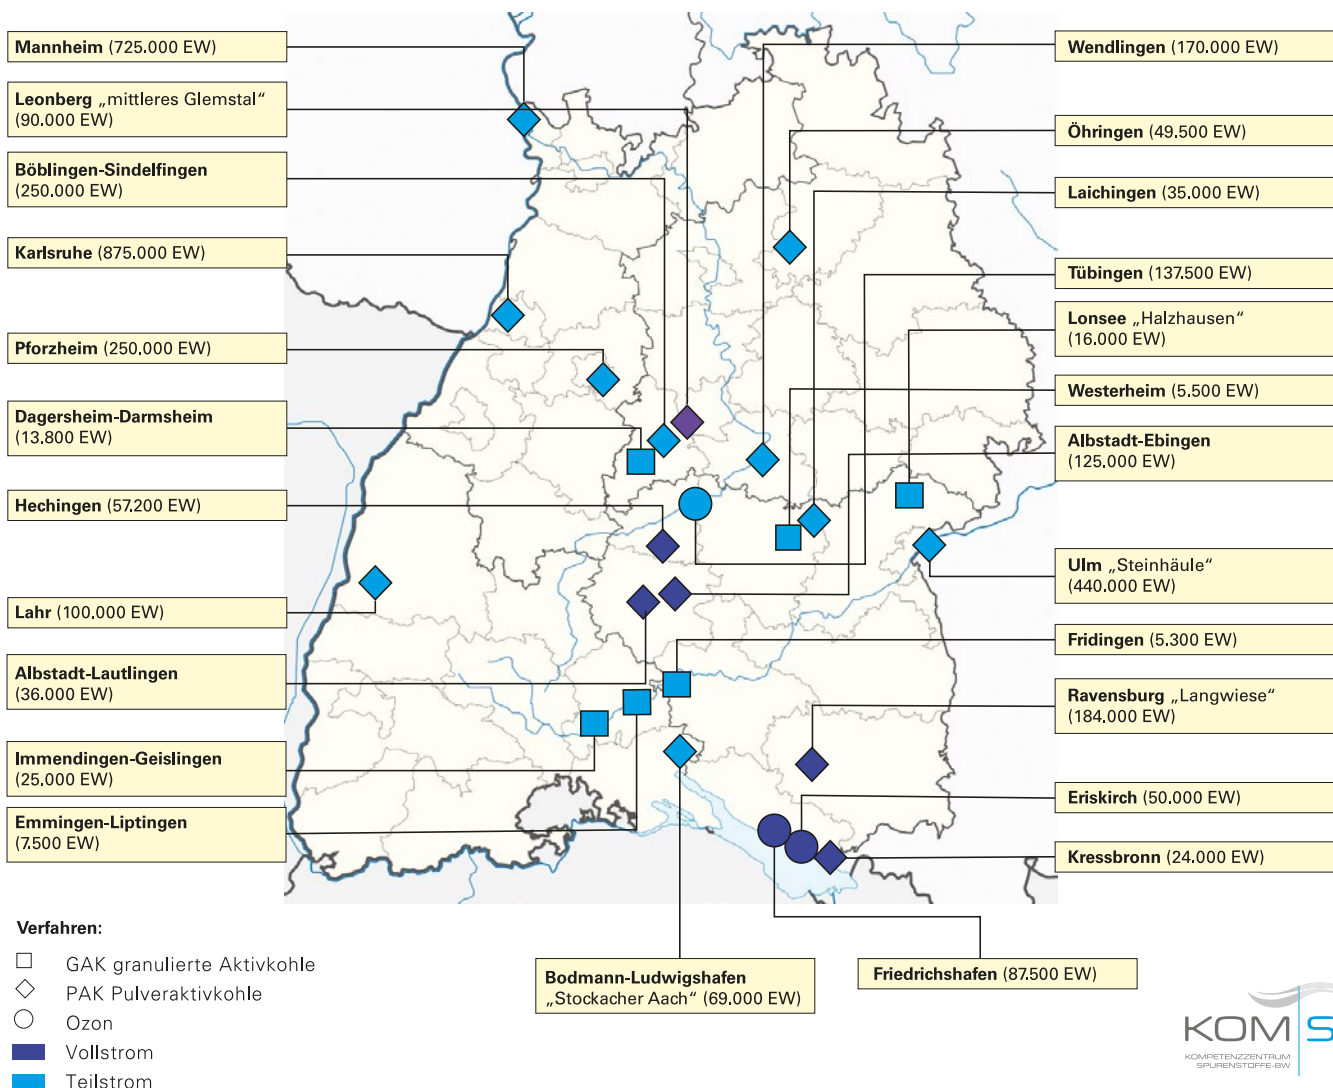 Mannheim (725.000 EW)
Leonberg „mittleres Glemstal“
(90.000 EW)
Böblingen-Sindelfingen
(250.000 EW)
Karlsruhe (875.000 EW)
Pforzheim (250.000 EW)
Dagersheim-Darmsheim
(13.800 EW)
Hechingen (57.200 EW)
Lahr (100.000 EW)
Albstadt-Lautlingen
(36.000 EW)
Immendingen-Geislingen
(25.000 EW)
Emmingen-Liptingen
(7.500 EW)
Wendlingen (170.000 EW)
Öhringen (49.500 EW)
Laichingen (35.000 EW)
Tübingen (137.500 EW)
Lonsee „Halzhausen“
(16.000 EW)
Westerheim (5.500 EW)
Albstadt-Ebingen
(125.000 EW)
Ulm „Steinhäule“
(440.000 EW)
Fridingen (5.300 EW)
Ravensburg „Langwiese“
(184.000 EW)
Eriskirch (50.000 EW)
Kressbronn (24.000 EW)
Bodmann-Ludwigshafen
„Stockacher Aach“ (69.000 EW)
Friedrichshafen (87.500 EW)
Verfahren:
GAK granulierte Aktivkohle
PAK Pulveraktivkohle
Ozon
Vollstrom
Teilstrom
KOM S
KOMPETENZZENTRUM
SPURENSTOFFE-BW